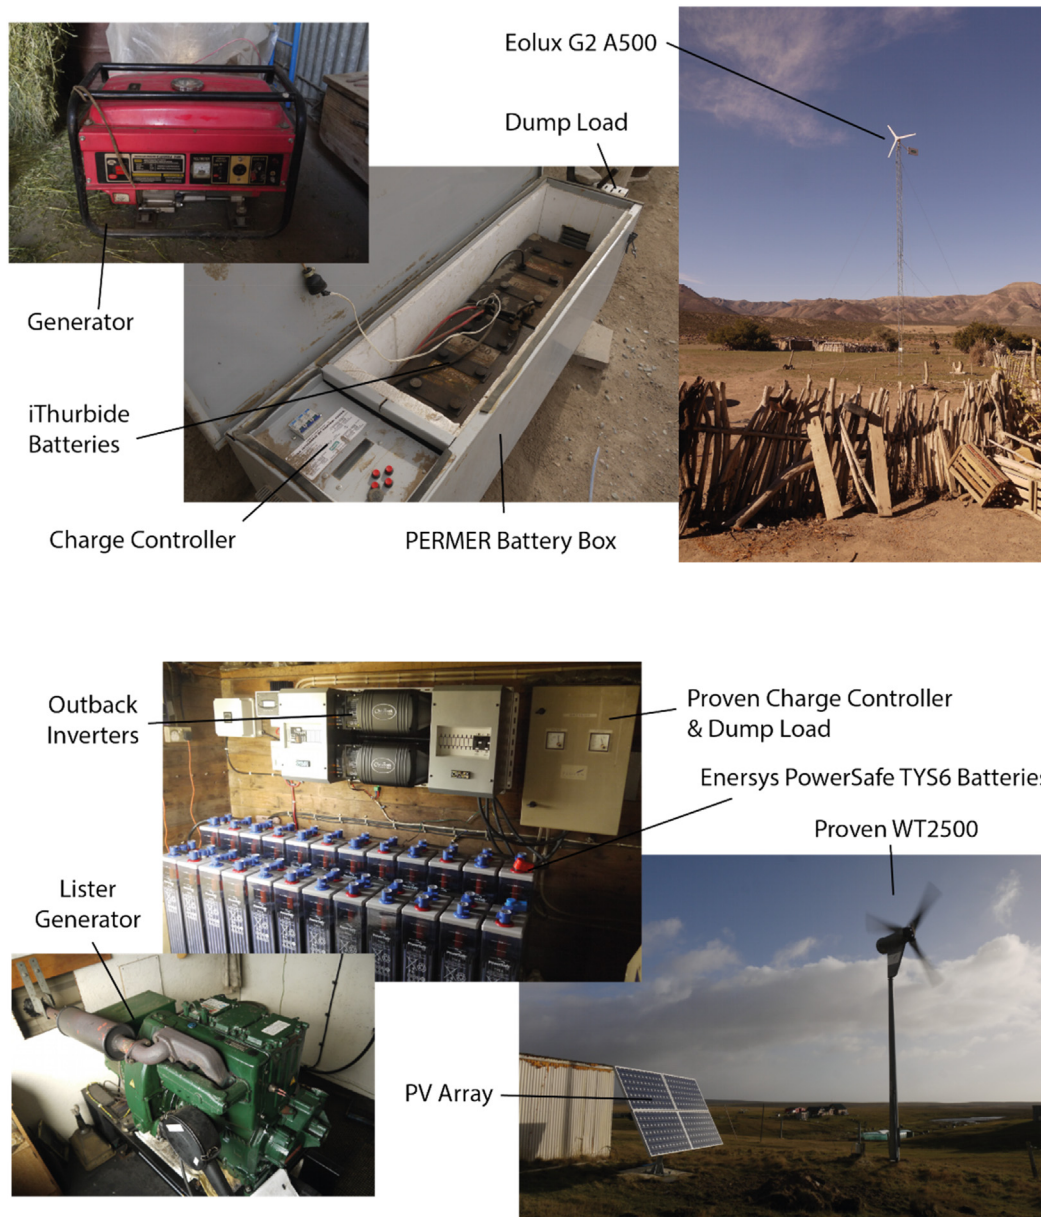 Eolux G2 A500
Dump Load
Generator
iThurbide
Batteries
Charge Controller
PERMER Battery Box
Outback
Inverters
Proven Charge Controller
& Dump Load
Enersys PowerSafe TYS6 Batteries
Proven WT2500
Lister
Generator
PV Array